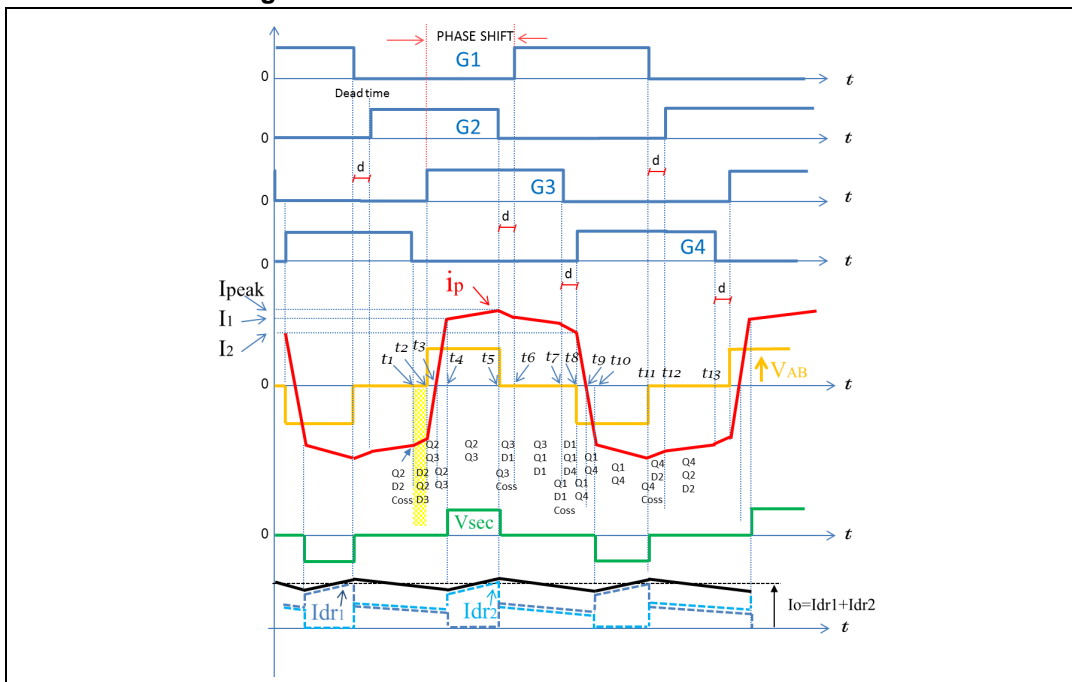 PHASE SHIFT
G1
0
t
Dead time
G2
0
t
d
d
G3
0
t
d
G4
0
t
d
d
Ipeak
I1
I2
ip
t1
t2
t3
t4
t5
t6
t7
t8
t9
t10
t11
t12
t13
VAB
0
t
Q2
D2
Coss
D2
Q2
D3
Q2
Q3
Q2
Q3
Q2
Q3
Q3
D1
Q3
Coss
Q3
Q1
D1
D1
Q1
D4
Q1
D1
Coss
Q1
Q4
Q1
Q4
Q1
Q4
Q4
D2
Q4
Coss
Q4
Q2
D2
Vsec
0
t
Idr1
Idr2
Io=Idr1+Idr2
t